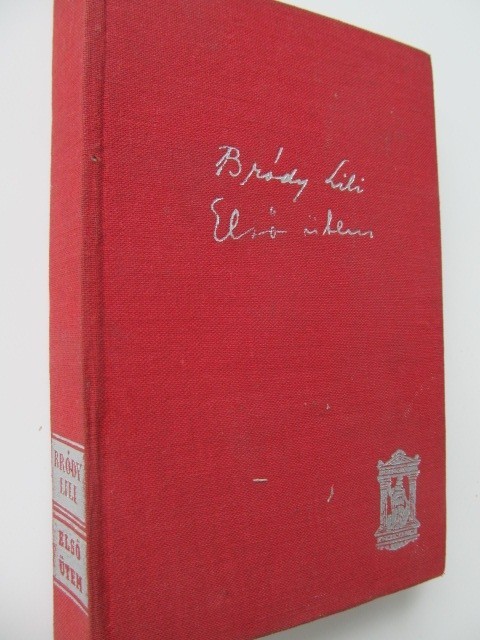 Bródy Lili
Első ütem
BRÓDY
LILI
ELSŐ
ÜTEM